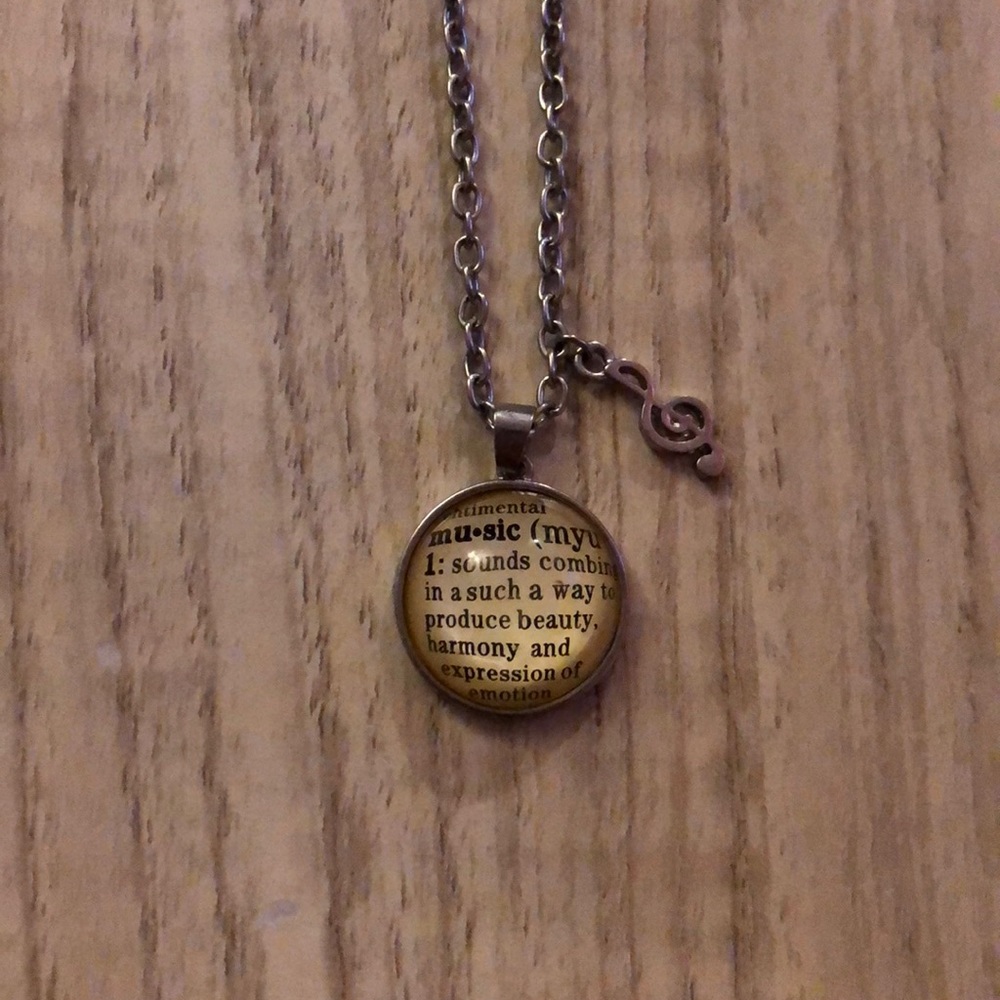 ntimental
mu•sic (myu
1: sounds combin
in a such a way to
produce beauty,
harmony and
expression of
emotion